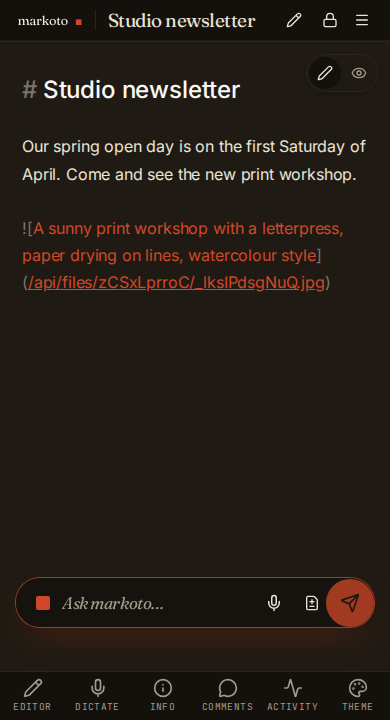 markoto
Studio newsletter
# Studio newsletter
Our spring open day is on the first Saturday of
April. Come and see the new print workshop.
![A sunny print workshop with a letterpress,
paper drying on lines, watercolour style]
(/api/files/zCSxLprroC/_IksIPdsgNuQ.jpg)
Ask markoto...
EDITOR
DICTATE
INFO
COMMENTS
ACTIVITY
THEME